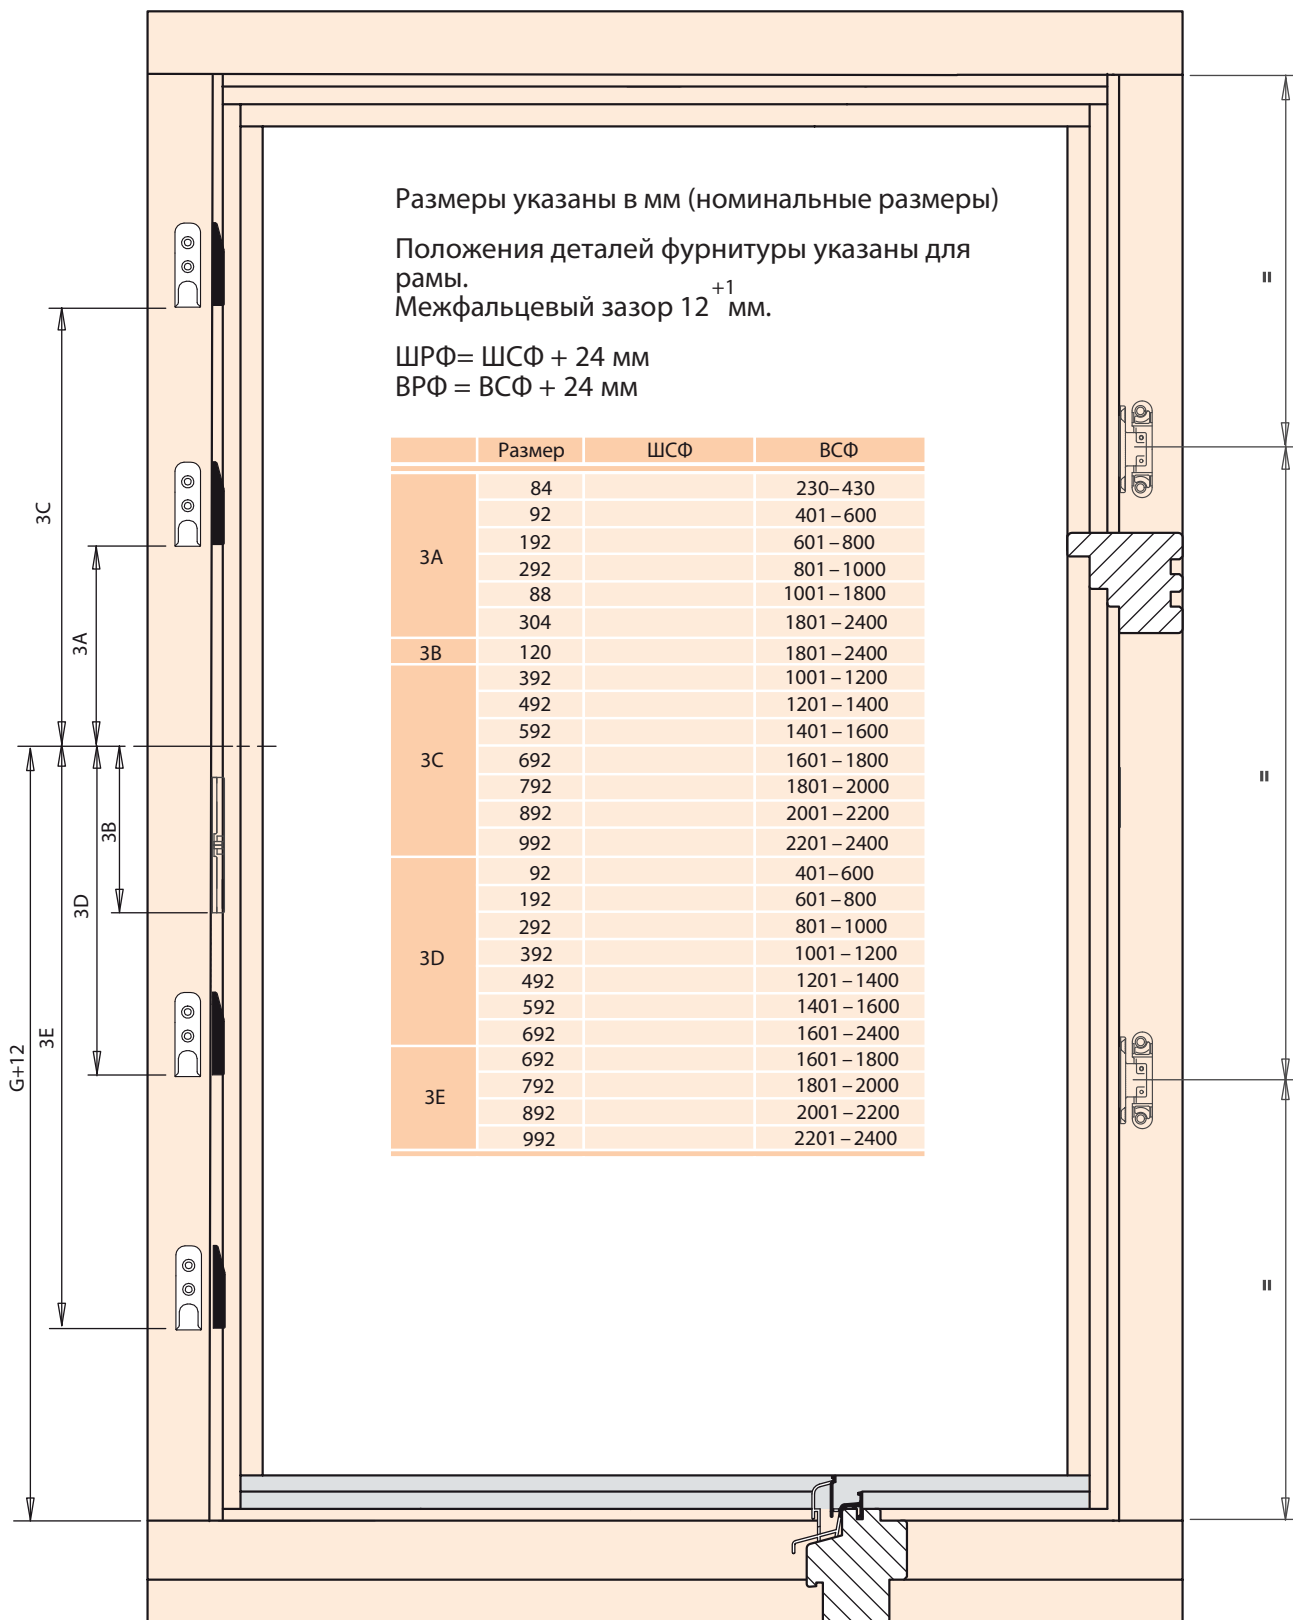 Размеры указаны в мм (номинальные размеры)
Положения деталей фурнитуры указаны для
рамы.
Межфальцевый зазор 12 +1 мм.
ШРФ= ШСФ + 24 мм
ВРФ = ВСФ + 24 мм
Размер ШСФ ВСФ
3A
84 230–430
92 401–600
192 601–800
292 801–1000
88 1001–1800
304 1801–2400
3B 120 1801–2400
3C
392 1001–1200
492 1201–1400
592 1401–1600
692 1601–1800
792 1801–2000
892 2001–2200
992 2201–2400
3D
92 401–600
192 601–800
292 801–1000
392 1001–1200
492 1201–1400
592 1401–1600
692 1601–2400
3E
692 1601–1800
792 1801–2000
892 2001–2200
992 2201–2400
3C
3A
3B
3D
3E
G+12
=
=
=